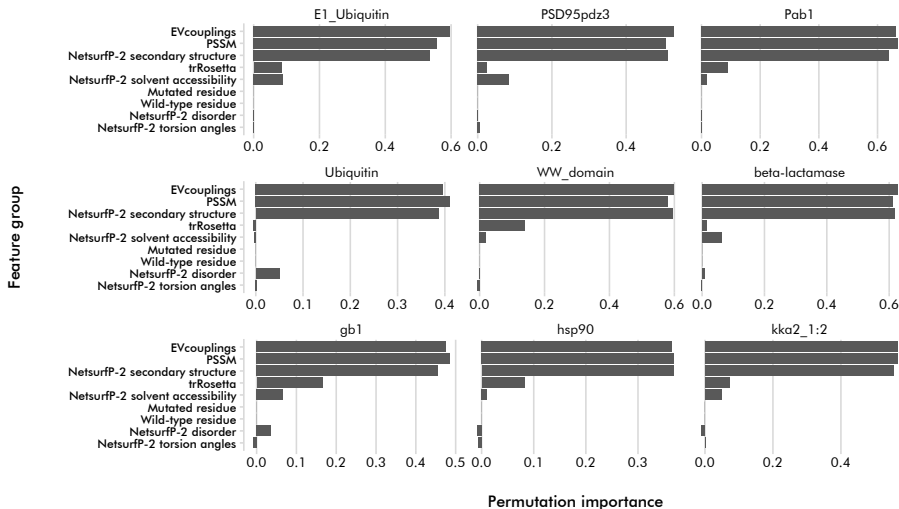 E1_Ubiquitin PSD95pdz3 Pab1
EVcouplings
PSSM
NetsurfP-2 secondary structure
trRosetta
NetsurfP-2 solvent accessibility
Mutated residue
Wild-type residue
NetsurfP-2 disorder
NetsurfP-2 torsion angles
0.0 0.2 0.4 0.6 0.0 0.2 0.4 0.0 0.2 0.4 0.6
Ubiquitin WW_domain beta-lactamase
EVcouplings
PSSM
NetsurfP-2 secondary structure
trRosetta
NetsurfP-2 solvent accessibility
Mutated residue
Wild-type residue
NetsurfP-2 disorder
NetsurfP-2 torsion angles
0.0 0.1 0.2 0.3 0.4 0.0 0.2 0.4 0.6 0.0 0.2 0.4 0.6
Feature group
gb1 hsp90 kka2_1:2
EVcouplings
PSSM
NetsurfP-2 secondary structure
trRosetta
NetsurfP-2 solvent accessibility
Mutated residue
Wild-type residue
NetsurfP-2 disorder
NetsurfP-2 torsion angles
0.0 0.1 0.2 0.3 0.4 0.5 0.0 0.1 0.2 0.3 0.0 0.2 0.4
Permutation importance